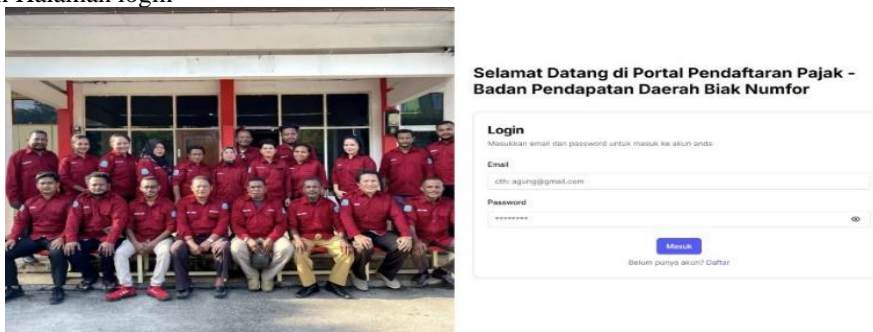 Halaman login
Selamat Datang di Portal Pendaftaran Pajak -
Badan Pendapatan Daerah Biak Numfor
Login
Masukkan email dan password untuk masuk ke akun anda
Email
cth: agung@gmail.com
Password
********
Masuk
Belum punya akun? Daftar